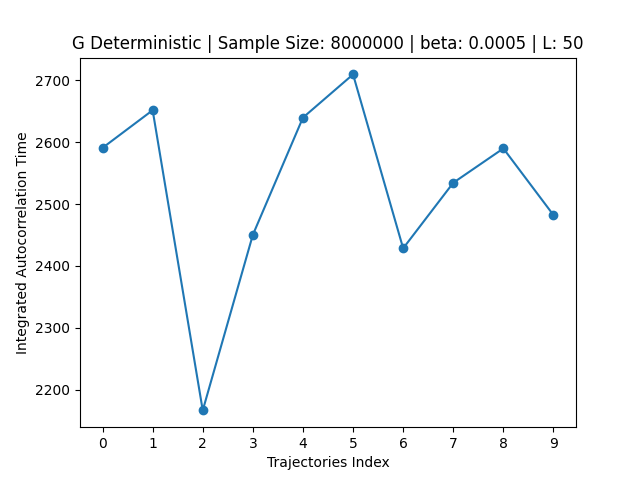 G Deterministic | Sample Size: 8000000 | beta: 0.0005 | L: 50
Integrated Autocorrelation Time
2700
2600
2500
2400
2300
2200
0 1 2 3 4 5 6 7 8 9
Trajectories Index